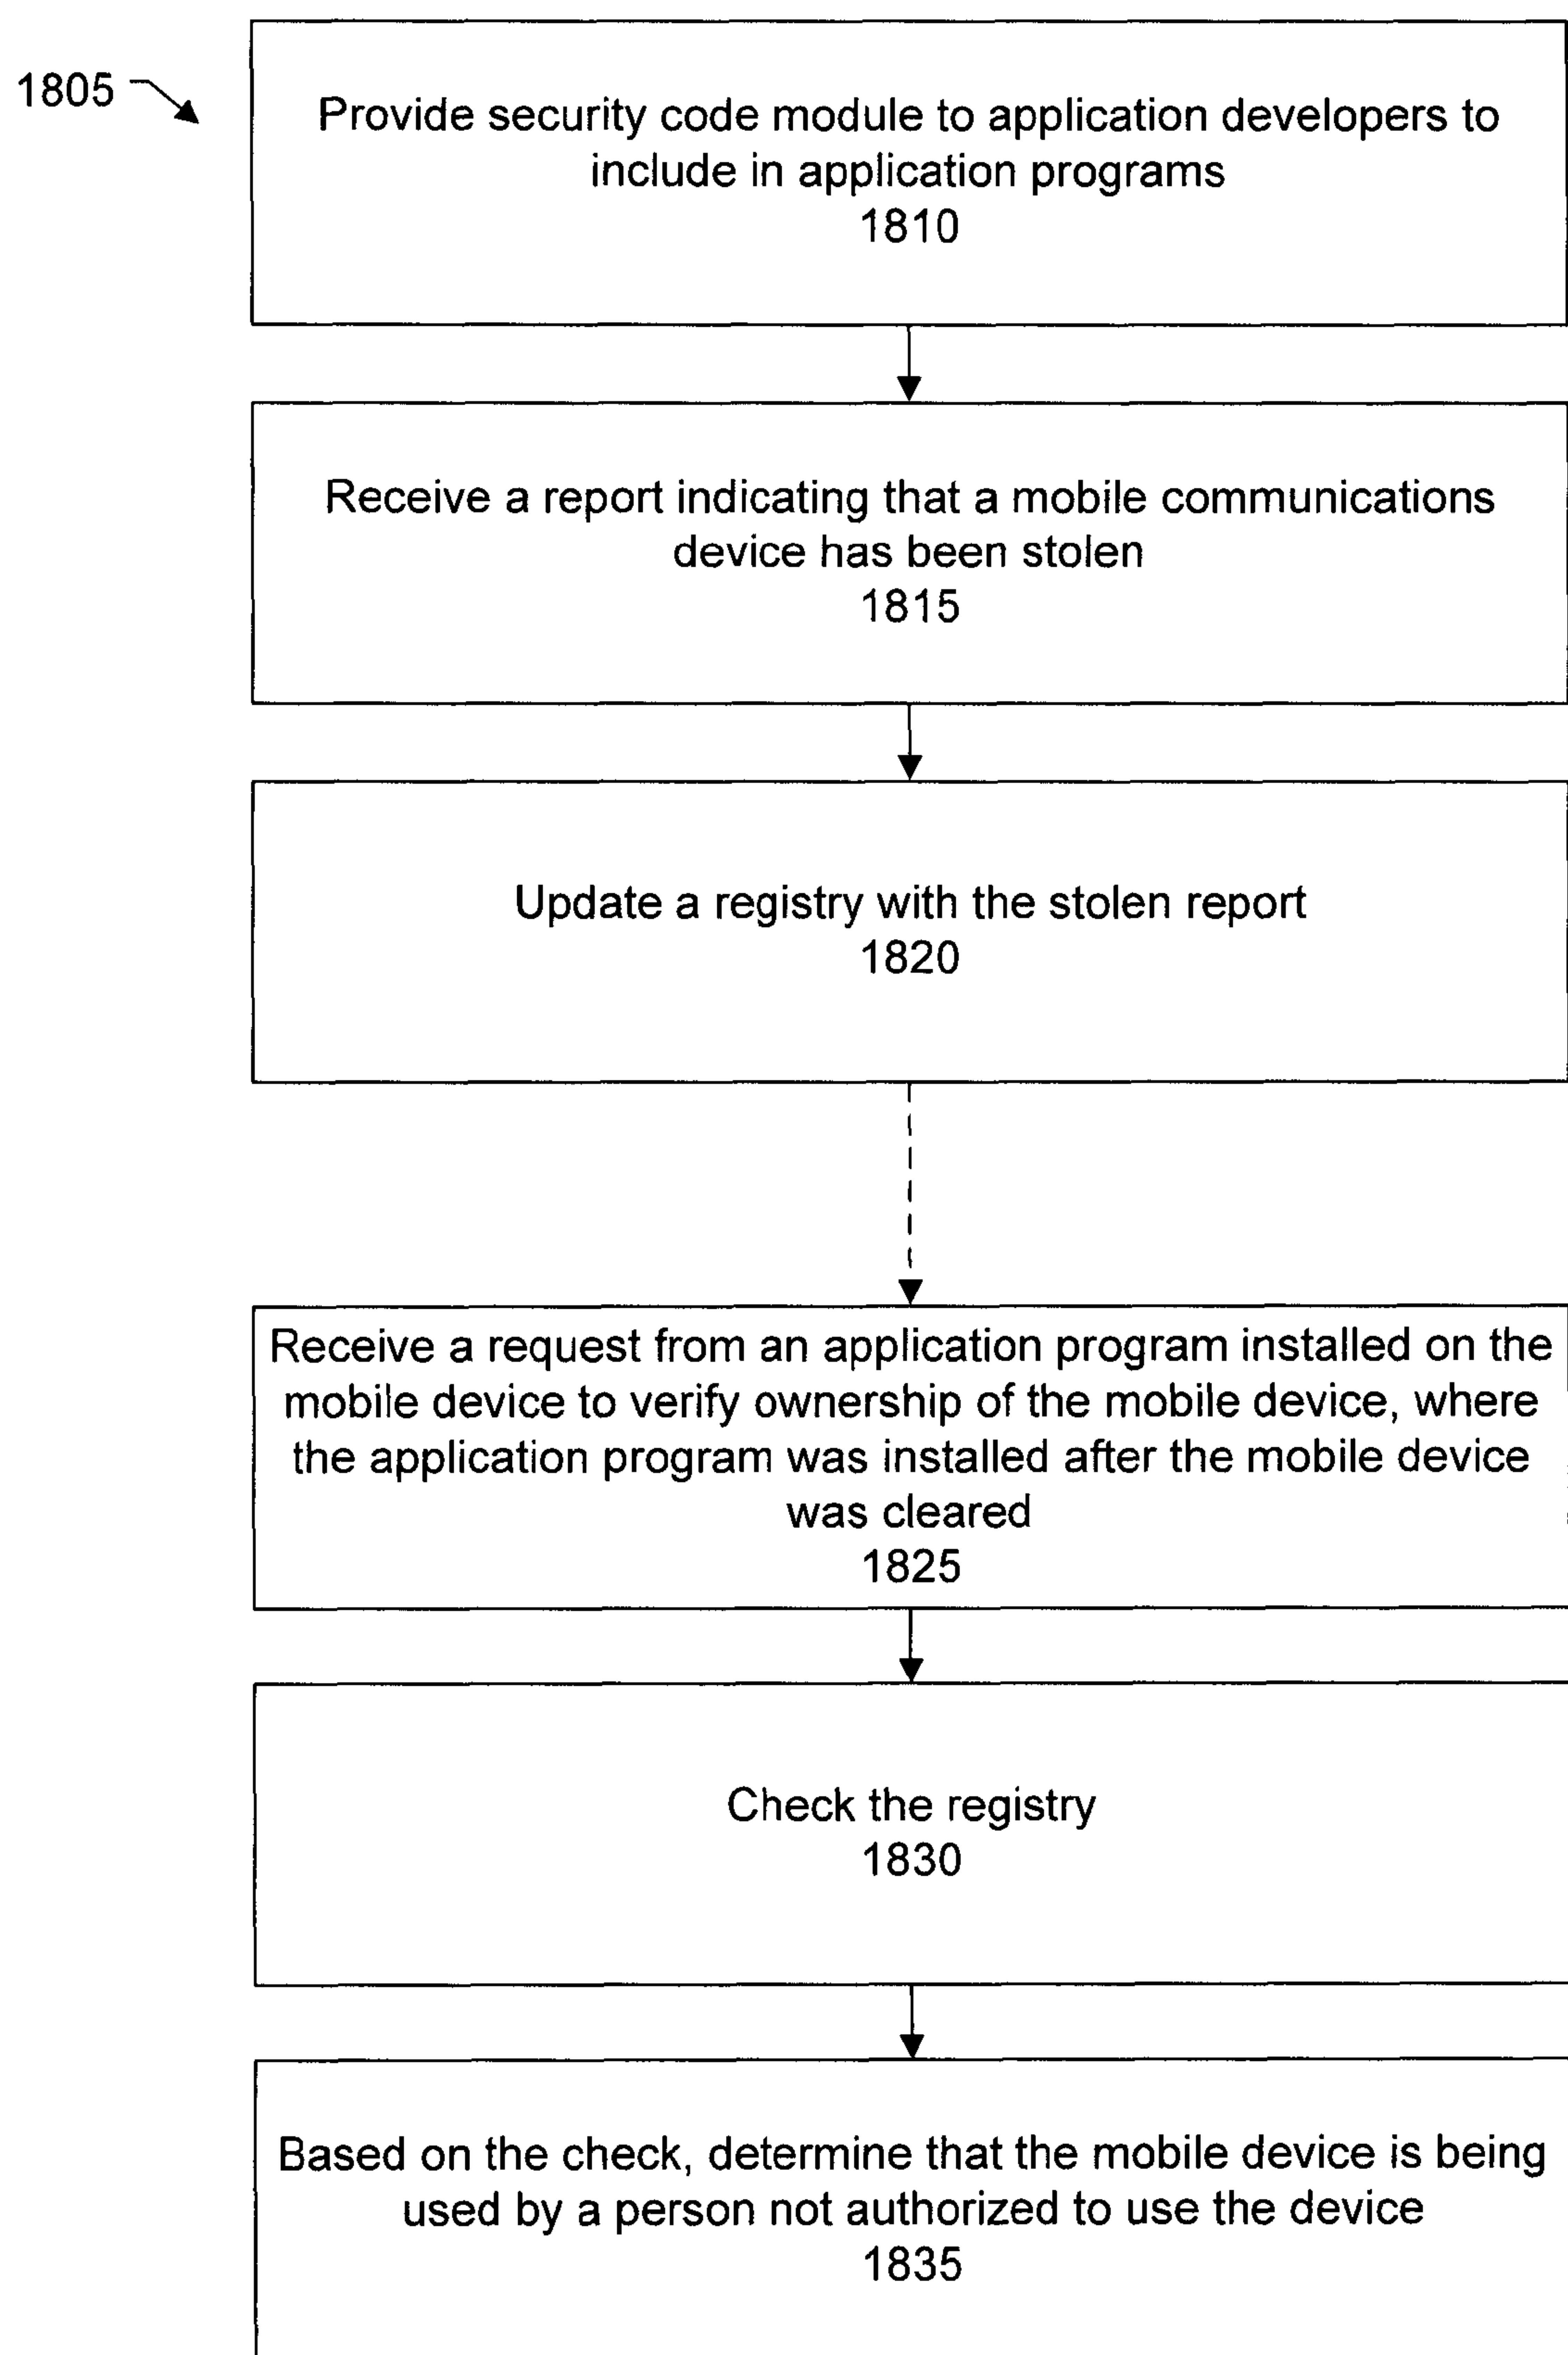 1805
Provide security code module to application developers to
include in application programs
1810
Receive a report indicating that a mobile communications
device has been stolen
1815
Update a registry with the stolen report
1820
Receive a request from an application program installed on the
mobile device to verify ownership of the mobile device, where
the application program was installed after the mobile device
was cleared
1825
Check the registry
1830
Based on the check, determine that the mobile device is being
used by a person not authorized to use the device
1835